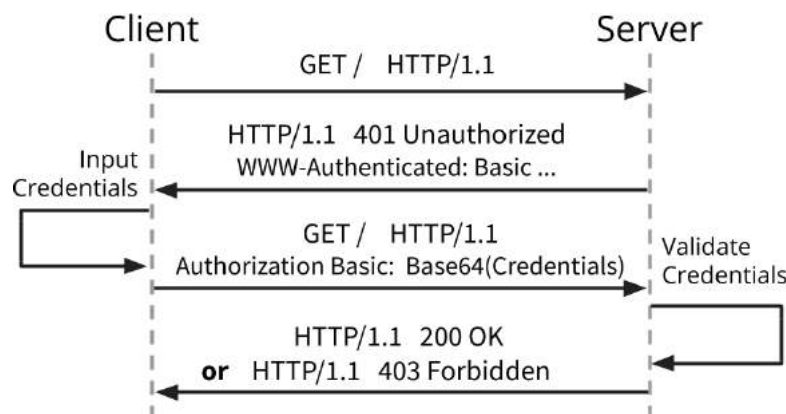 Client
Server
GET / HTTP/1.1
HTTP/1.1 401 Unauthorized
WWW-Authenticated: Basic ...
Input
Credentials
GET / HTTP/1.1
Authorization Basic: Base64(Credentials)
Validate
Credentials
HTTP/1.1 200 OK
or HTTP/1.1 403 Forbidden